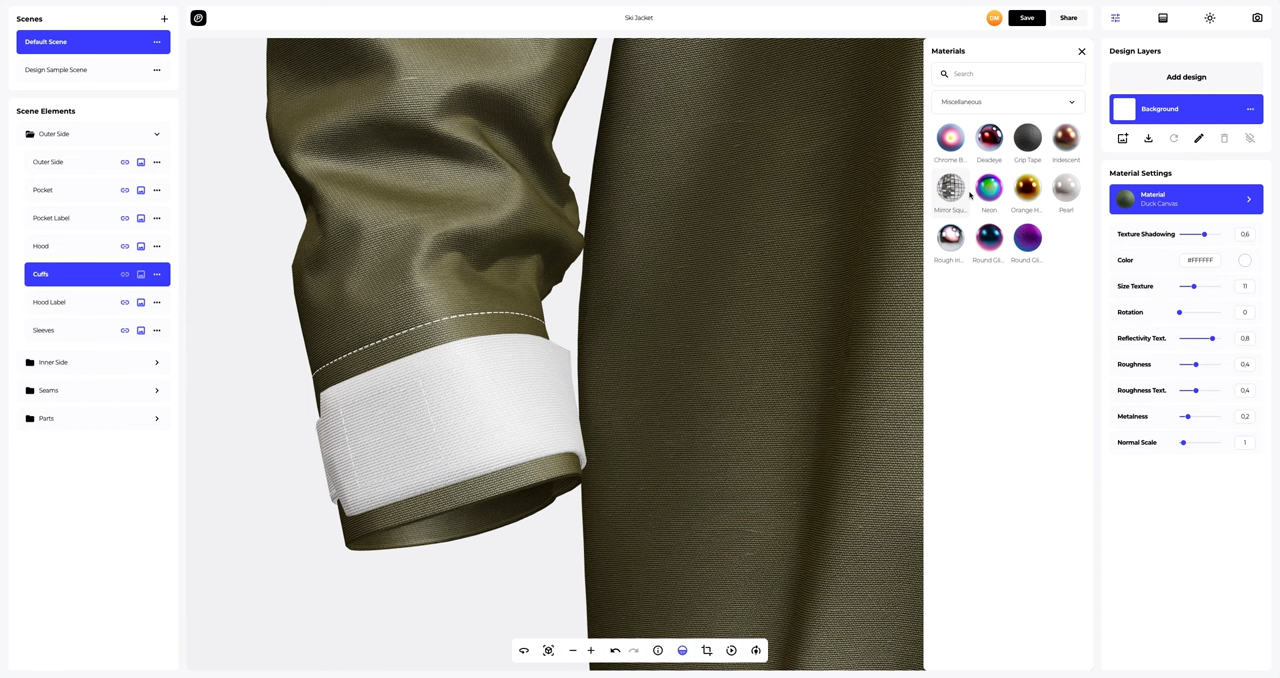 Scenes
Default Scene
Design Sample Scene
Scene Elements
Outer Side
Outer Side
Pocket
Pocket Label
Hood
Cuffs
Hood Label
Sleeves
Inner Side
Seams
Parts
Ski Jacket
DM
Save
Share
Materials
Search
Miscellaneous
Chrome B... Deadeye Grip Tape Iridescent
Mirror Squ... Neon Orange H... Pearl
Rough Iri... Round Gli... Round Gli...
Design Layers
Add design
Background
Material Settings
Material
Duck Canvas
Texture Shadowing 0,6
Color #FFFFFF
Size Texture 11
Rotation 0
Reflectivity Text. 0,8
Roughness 0,4
Roughness Text. 0,4
Metalness 0,2
Normal Scale 1